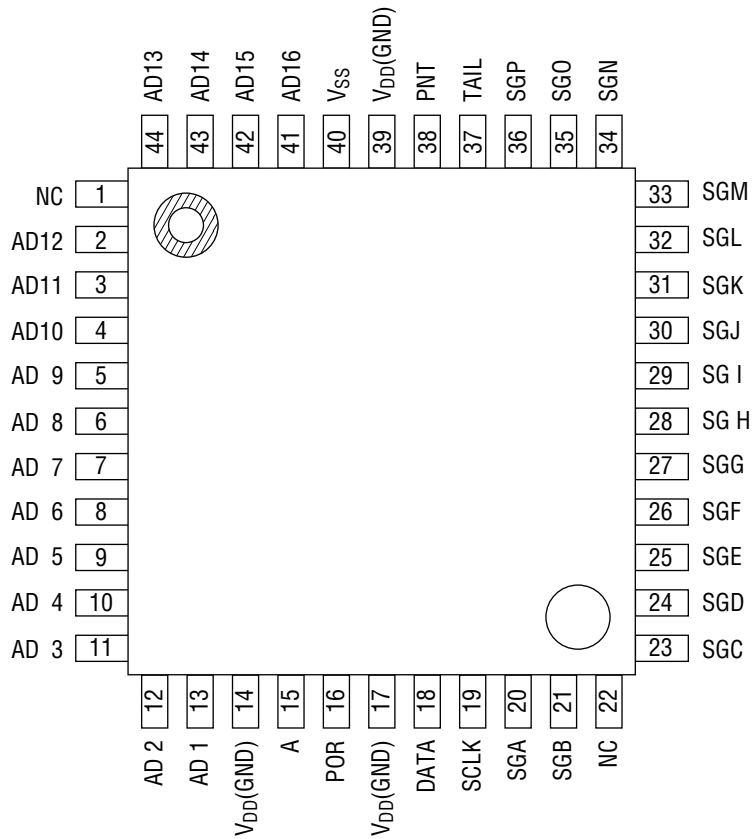 AD13 AD14 AD15 AD16 VSS VDD(GND) PNT TAIL SGP SGO SGN
44 43 42 41 40 39 38 37 36 35 34
NC 1 33 SGM
AD12 2 32 SGL
AD11 3 31 SGK
AD10 4 30 SGJ
AD 9 5 29 SG I
AD 8 6 28 SG H
AD 7 7 27 SGG
AD 6 8 26 SGF
AD 5 9 25 SGE
AD 4 10 24 SGD
AD 3 11 23 SGC
12 13 14 15 16 17 18 19 20 21 22
AD 2 AD 1 VDD(GND) A POR VDD(GND) DATA SCLK SGA SGB NC